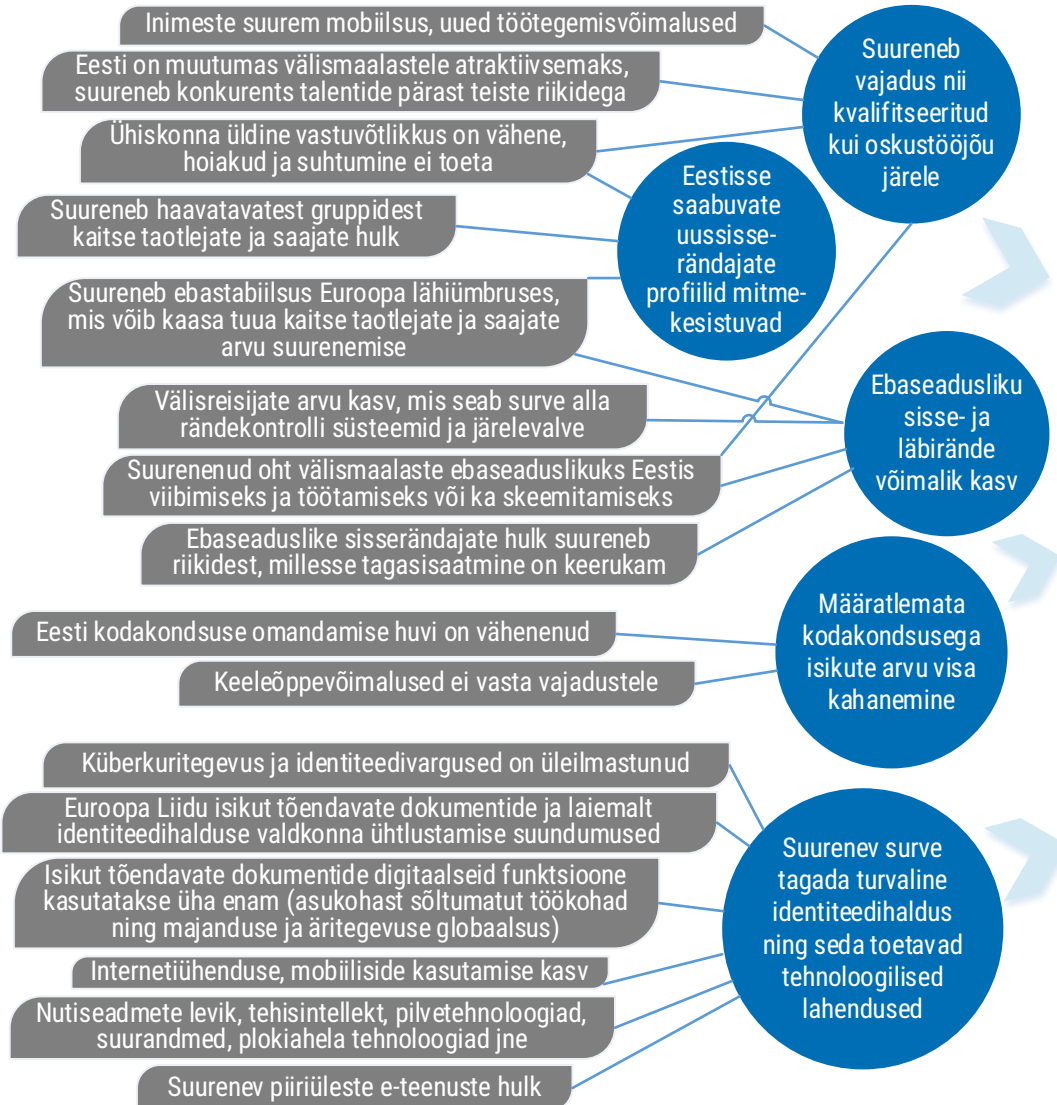 Inimeste suurem mobiilsus, uued töötegemisvõimalused
Eesti on muutumas välismaalastele atraktiivsemaks,
suureneb konkurents talentide pärast teiste riikidega
Ühiskonna üldine vastuvõtlikkus on vähene,
hoiakud ja suhtumine ei toeta
Suureneb
vajadus nii
kvalifitseeritud
kui oskustööjõu
järele
Suureneb haavatavatest gruppidest
kaitse taotlejate ja saajate hulk
Suureneb ebastabiilsus Euroopa lähiümbruses,
mis võib kaasa tuua kaitse taotlejate ja saajate
arvu suurenemise
Eestisse
saabuvate
uussisse-
rändajate
profiilid mitme-
kesistuvad
Välisreisijate arvu kasv, mis seab surve alla
rändekontrolli süsteemid ja järelevalve
Suurenenud oht välismaalaste ebaseaduslikuks Eestis
viibimiseks ja töötamiseks või ka skeemitamiseks
Ebaseaduslike sisserändajate hulk suureneb
riikidest, millesse tagasisaatmine on keerukam
Ebaseadusliku
sisse- ja
läbirände
võimalik kasv
Eesti kodakondsuse omandamise huvi on vähenenud
Keeleõppevõimalused ei vasta vajadustele
Määratlemata
kodakondsusega
isikute arvu visa
kahanemine
Küberkuritegevus ja identiteedivargused on üleilmastunud
Euroopa Liidu isikut tõendavate dokumentide ja laiemalt
identiteedihalduse valdkonna ühtlustamise suundumused
Isikut tõendavate dokumentide digitaalseid funktsioone
kasutatakse üha enam (asukohast sõltumatut töökohad
ning majanduse ja äritegevuse globaalsus)
Internetiühenduse, mobiiliside kasutamise kasv
Nutiseadmete levik, tehisintellekt, pilvetehnoloogiad,
suurandmed, plokiahela tehnoloogiad jne
Suurenev piiriüleste e-teenuste hulk
Suurenev surve
tagada turvaline
identiteedihaldus
ning seda toetavad
tehnoloogilised
lahendused